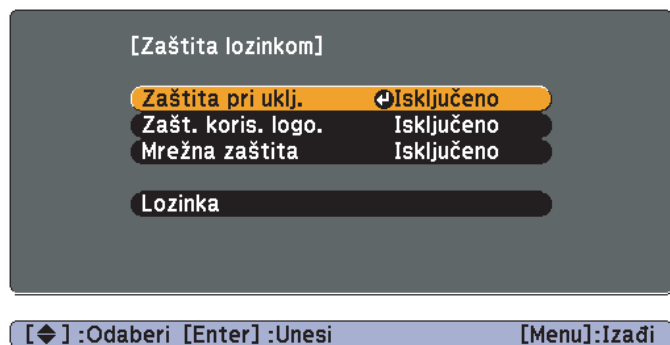 [Zaštita lozinkom]
Zaštita pri uklj. Isključeno
Zašt. koris. logo. Isključeno
Mrežna zaštita Isključeno
Lozinka
[◆] :Odaberi [Enter] :Unesi [Menu]:Izađi